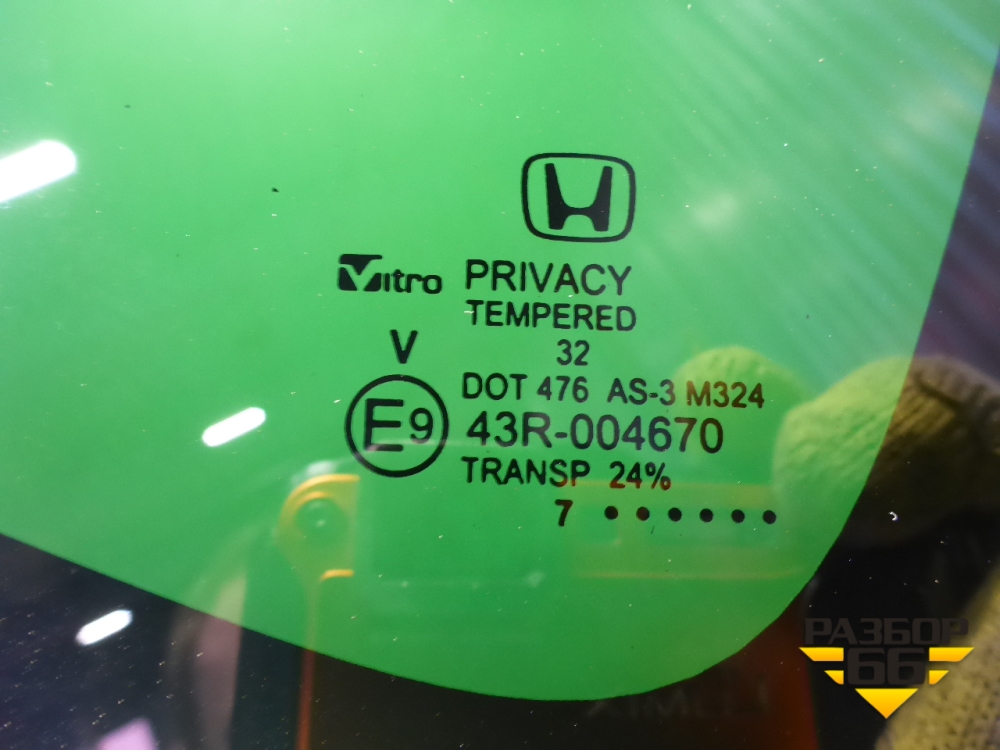 Vitro PRIVACY
TEMPERED
V 32
DOT 476 AS-3 M324
E9 43R-004670
TRANSP 24%
7 ● ● ● ● ● ●
РАЗБОР
66